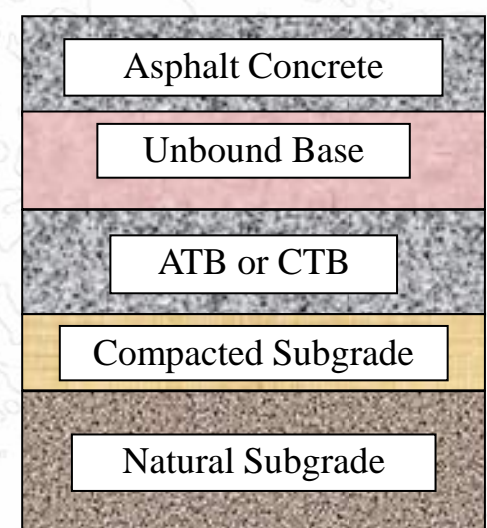 Asphalt Concrete
Unbound Base
ATB or CTB
Compacted Subgrade
Natural Subgrade